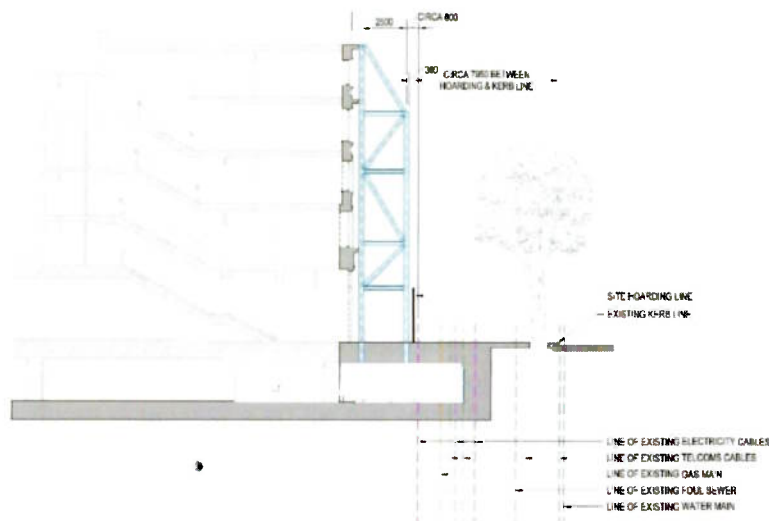 CIRCA 600
2500
300
CIRCA 7950 BETWEEN
HOARDING & KERB LINE
SITE HOARDING LINE
EXISTING KERB LINE
LINE OF EXISTING ELECTRICITY CABLES
LINE OF EXISTING TELCOMS CABLES
LINE OF EXISTING GAS MAIN
LINE OF EXISTING FOUL SEWER
LINE OF EXISTING WATER MAIN